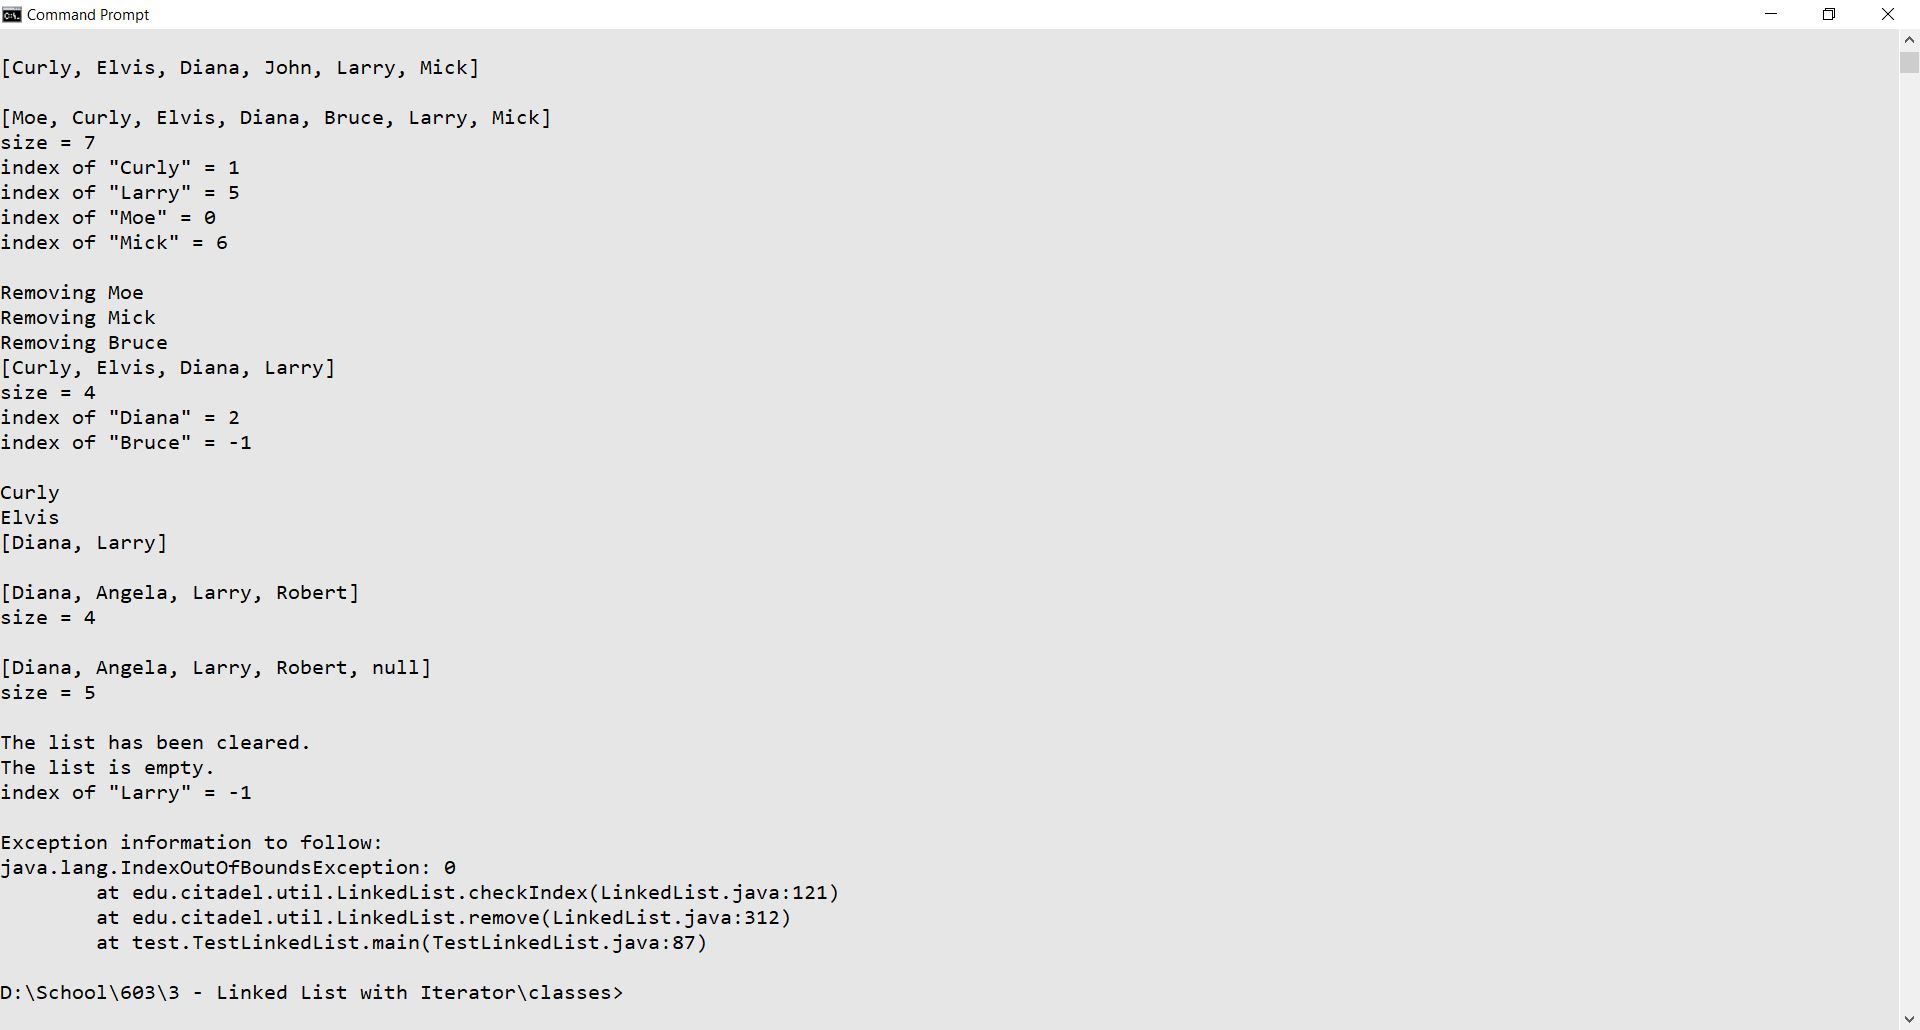 Command Prompt
[Curly, Elvis, Diana, John, Larry, Mick]
[Moe, Curly, Elvis, Diana, Bruce, Larry, Mick]
size = 7
index of "Curly" = 1
index of "Larry" = 5
index of "Moe" = 0
index of "Mick" = 6
Removing Moe
Removing Mick
Removing Bruce
[Curly, Elvis, Diana, Larry]
size = 4
index of "Diana" = 2
index of "Bruce" = -1
Curly
Elvis
[Diana, Larry]
[Diana, Angela, Larry, Robert]
size = 4
[Diana, Angela, Larry, Robert, null]
size = 5
The list has been cleared.
The list is empty.
index of "Larry" = -1
Exception information to follow:
java.lang.IndexOutOfBoundsException: 0
        at edu.citadel.util.LinkedList.checkIndex(LinkedList.java:121)
        at edu.citadel.util.LinkedList.remove(LinkedList.java:312)
        at test.TestLinkedList.main(TestLinkedList.java:87)
D:\School\603\3 - Linked List with Iterator\classes>